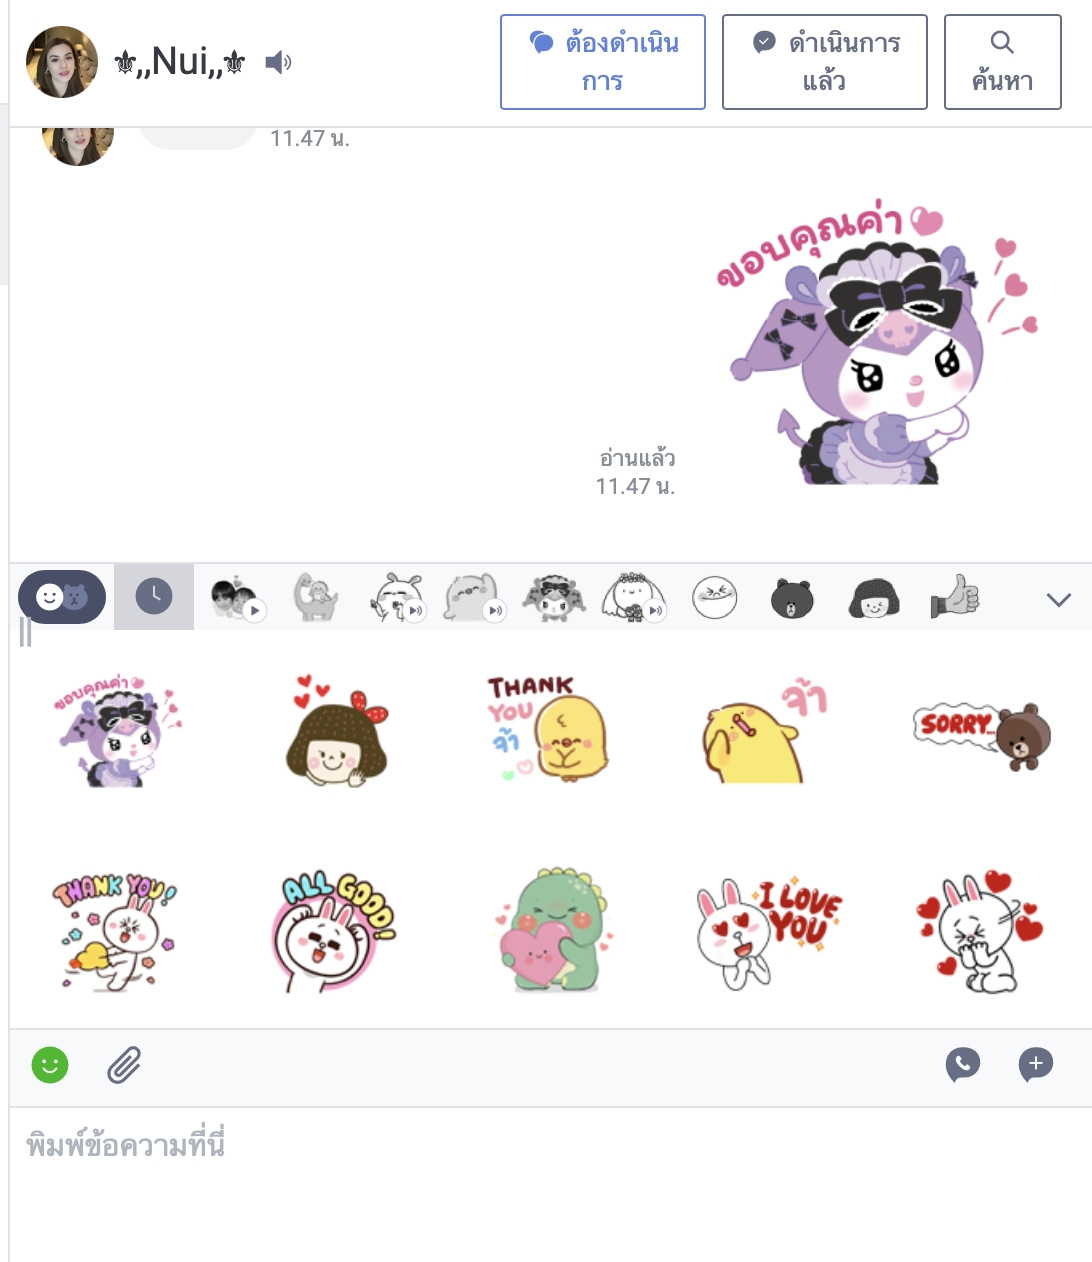 ⚜,,Nui,,⚜
ต้องดำเนิน
การ
ดำเนินการ
แล้ว
ค้นหา
11.47 น.
ขอบคุณค่า
อ่านแล้ว
11.47 น.
ขอบคุณค่า
THANK
YOU
จ้า
จ้า
SORRY...
THANK YOU!
ALL GOOD!
I LOVE
YOU
พิมพ์ข้อความที่นี่